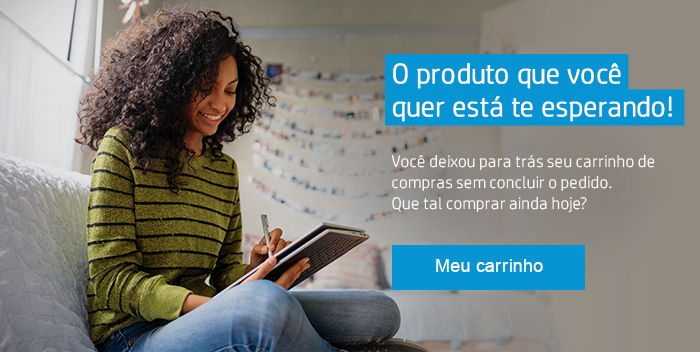 O produto que você
quer está te esperando!
Você deixou para trás seu carrinho de
compras sem concluir o pedido.
Que tal comprar ainda hoje?
Meu carrinho